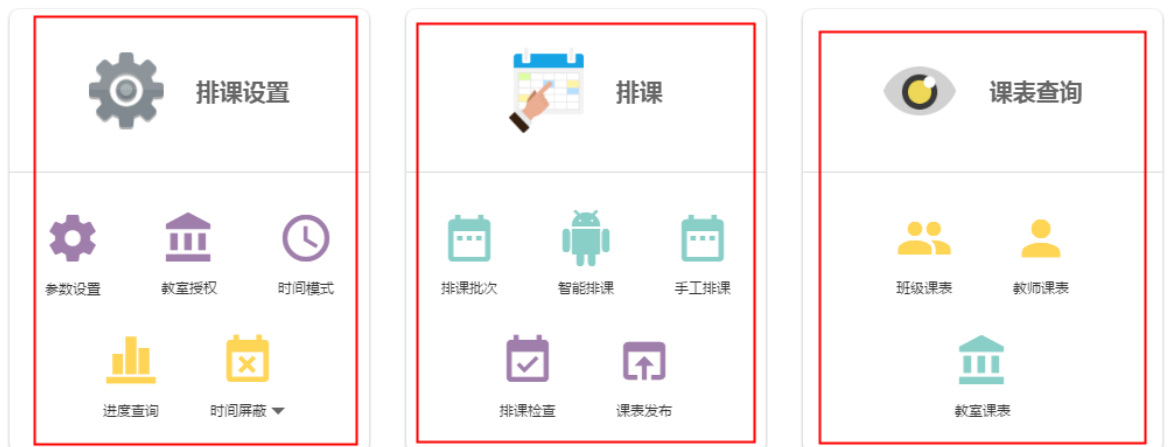 排课设置
参数设置
教室授权
时间模式
进度查询
时间屏蔽
排课
排课批次
智能排课
手工排课
排课检查
课表发布
课表查询
班级课表
教师课表
教室课表